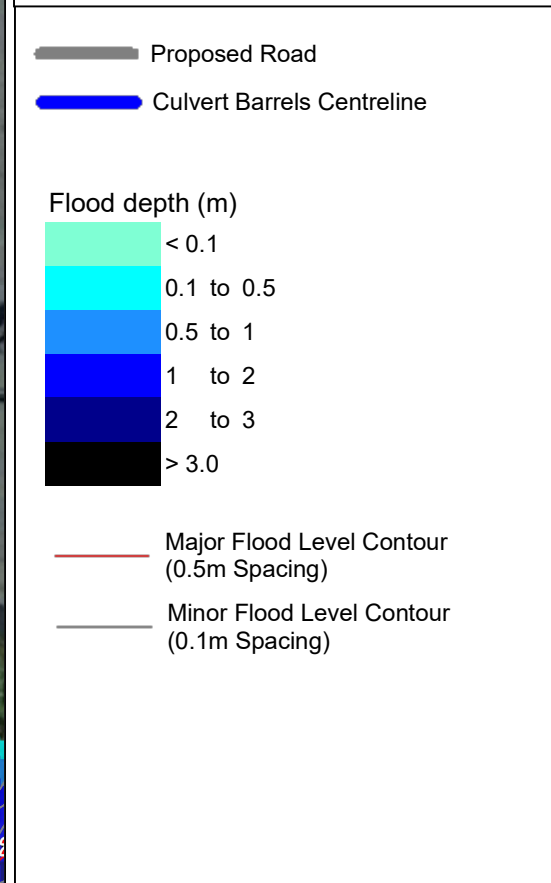 Proposed Road
Culvert Barrels Centreline
Flood depth (m)
< 0.1
0.1 to 0.5
0.5 to 1
1 to 2
2 to 3
> 3.0
Major Flood Level Contour
(0.5m Spacing)
Minor Flood Level Contour
(0.1m Spacing)